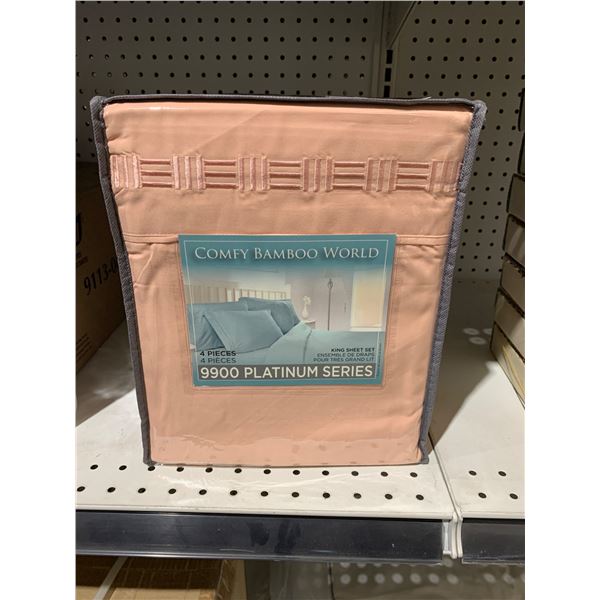 COMFY BAMBOO WORLD
4 PIECES
4 PIÈCES
KING SHEET SET
ENSEMBLE DE DRAPS
POUR TRÈS GRAND LIT
9900 PLATINUM SERIES